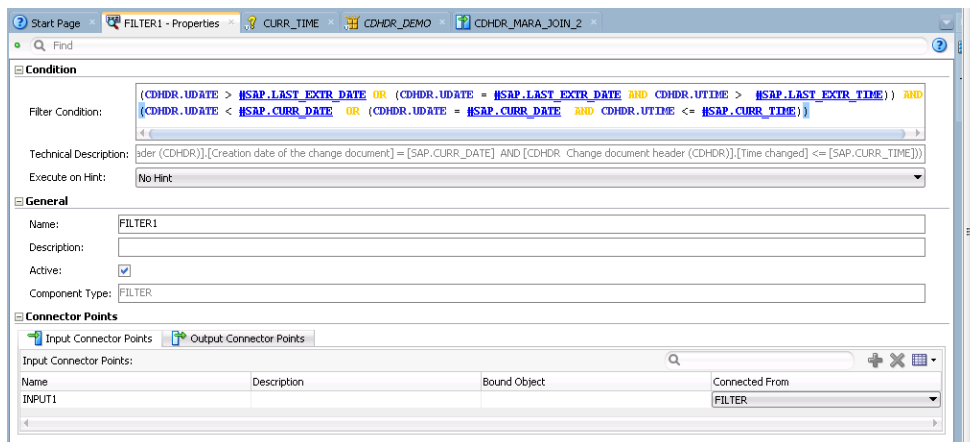 Start Page
FILTER1 - Properties
CURR_TIME
CDHDR_DEMO
CDHDR_MARA_JOIN_2
Find
Condition
Filter Condition:
(CDHDR.UDATE > #SAP.LAST_EXTR_DATE OR (CDHDR.UDATE = #SAP.LAST_EXTR_DATE AND CDHDR.UTIME > #SAP.LAST_EXTR_TIME)) AND
(CDHDR.UDATE < #SAP.CURR_DATE OR (CDHDR.UDATE = #SAP.CURR_DATE AND CDHDR.UTIME <= #SAP.CURR_TIME))
Technical Description: ader (CDHDR)].[Creation date of the change document] = [SAP.CURR_DATE] AND [CDHDR Change document header (CDHDR)].[Time changed] <= [SAP.CURR_TIME]))
Execute on Hint: No Hint
General
Name: FILTER1
Description:
Active:
Component Type: FILTER
Connector Points
Input Connector Points Output Connector Points
Input Connector Points:
Name Description Bound Object Connected From
INPUT1 FILTER